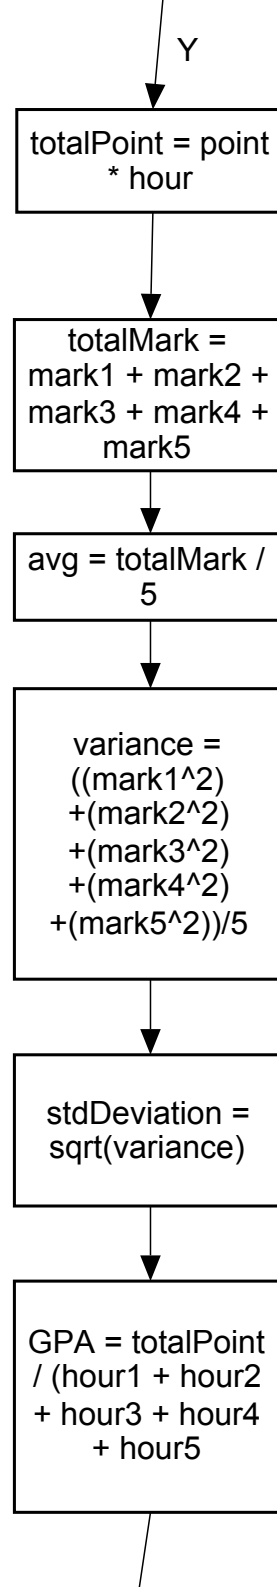 Y
totalPoint = point
* hour
totalMark =
mark1 + mark2 +
mark3 + mark4 +
mark5
avg = totalMark /
5
variance =
((mark1^2)
+(mark2^2)
+(mark3^2)
+(mark4^2)
+(mark5^2))/5
stdDeviation =
sqrt(variance)
GPA = totalPoint
/ (hour1 + hour2
+ hour3 + hour4
+ hour5